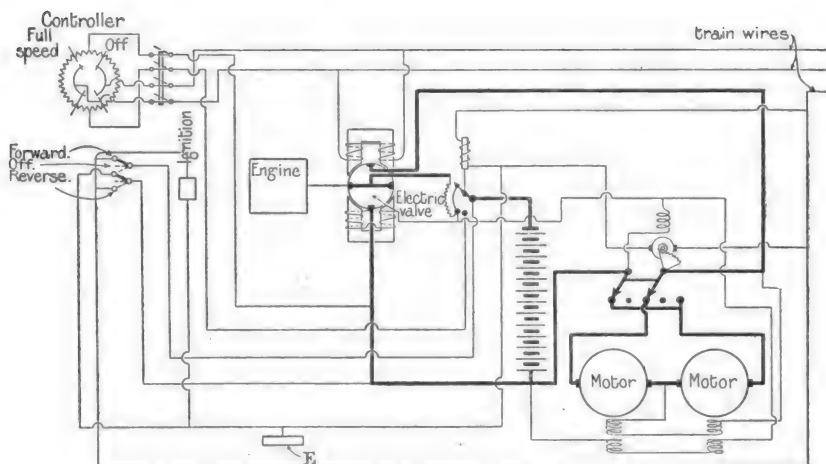 Controller
Full speed
Off
train wires
Ignition
Forward.
Off.
Reverse.
Engine
Electric
valve
Motor
Motor
E